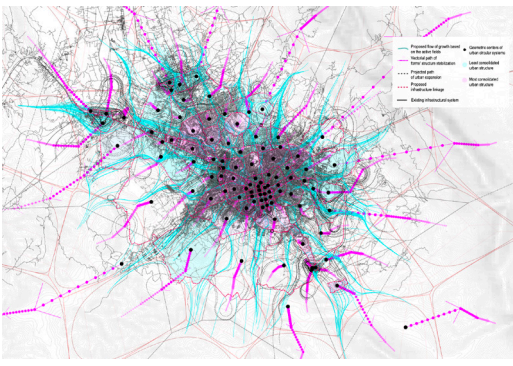 Proposed flow of growth based
on the active fields
Vectorial path of
former structure stabilization
Projected path
of urban expansion
Proposed
infrastructure linkage
Existing infrastructural system
Geometric centers of
urban circular systems
Least consolidated
urban structure
Most consolidated
urban structure